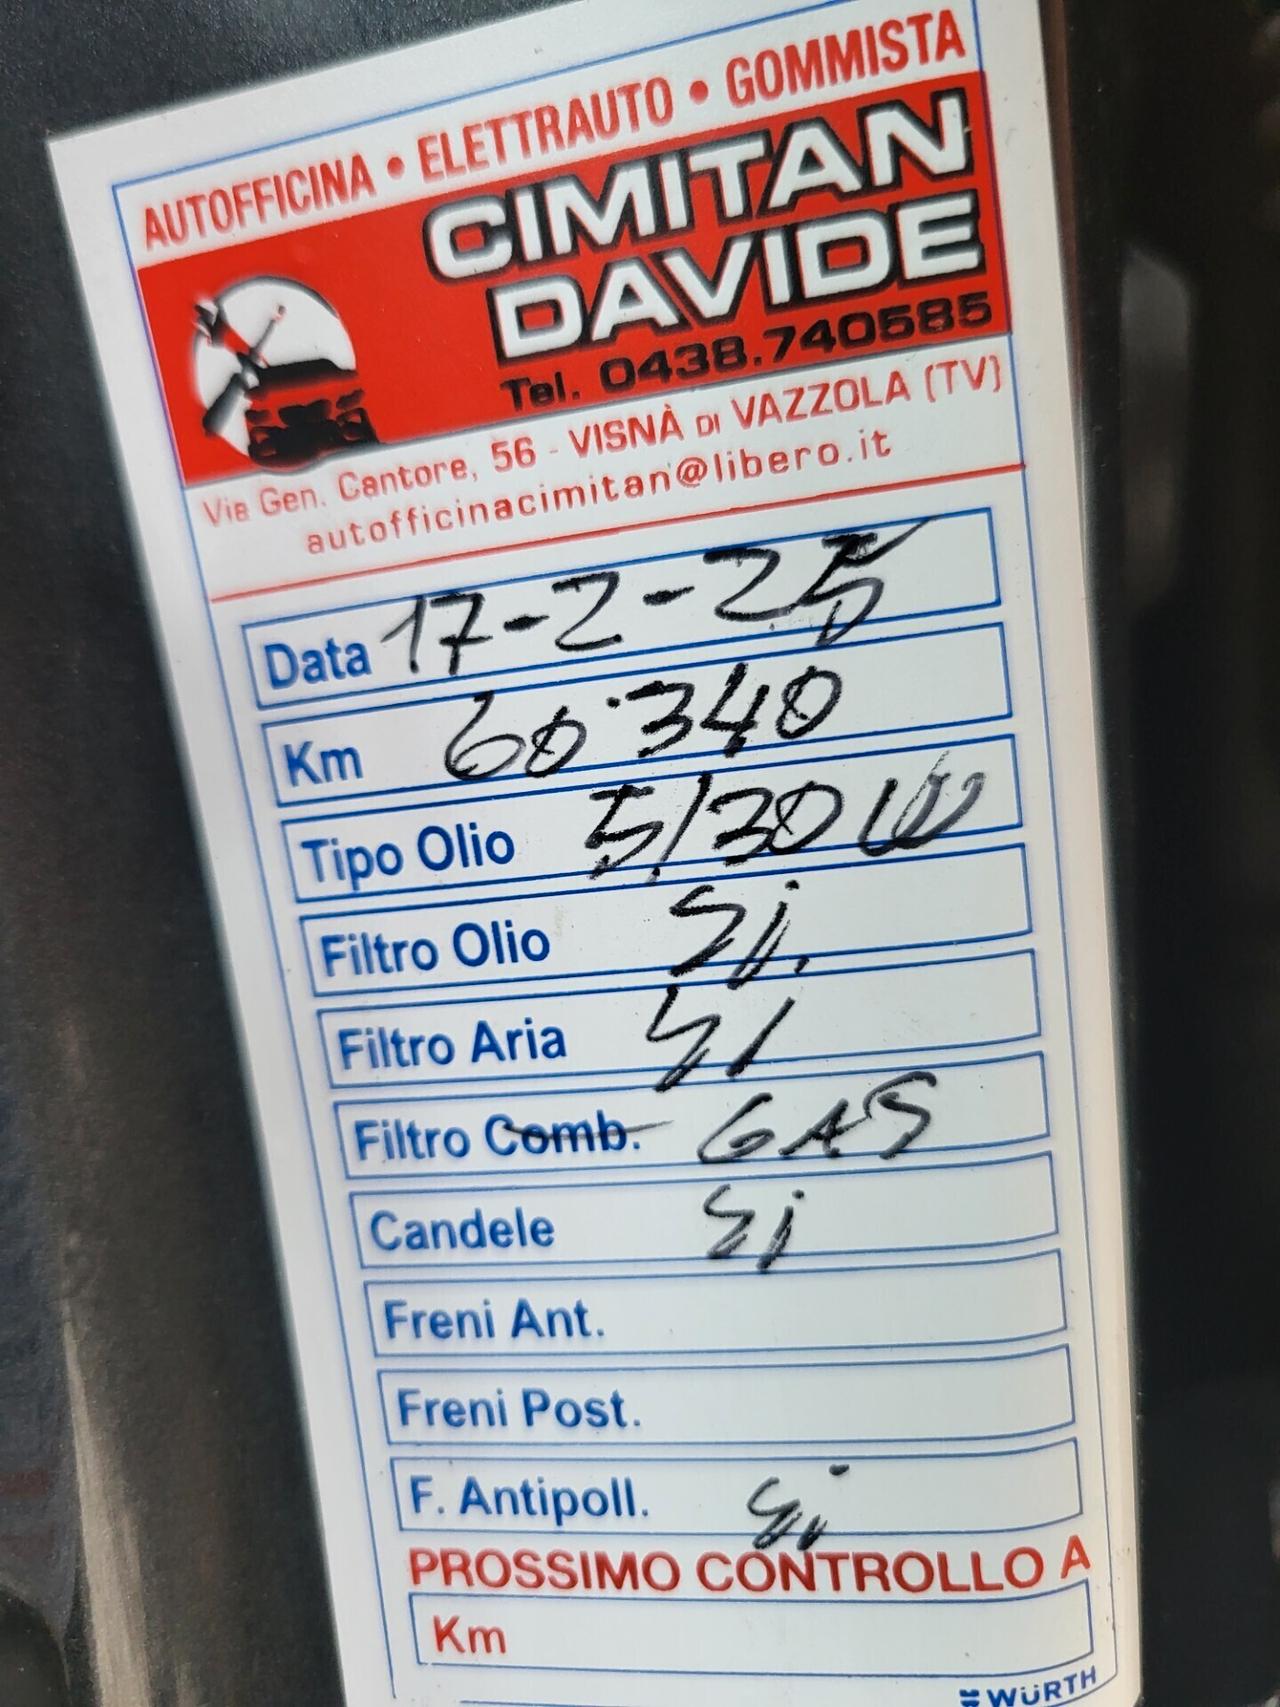 AUTOFFICINA • ELETTRAUTO • GOMMISTA
CIMITAN
DAVIDE
Tel. 0438.740585
Via Gen. Cantore, 56 - VISNÀ DI VAZZOLA (TV)
autofficinacimitan@libero.it
Data 17-2-25
Km 60.340
Tipo Olio 5/30W
Filtro Olio Si.
Filtro Aria SI
Filtro Comb. GAS
Candele Si
Freni Ant.
Freni Post.
F. Antipoll. Si
PROSSIMO CONTROLLO A
Km
WÜRTH